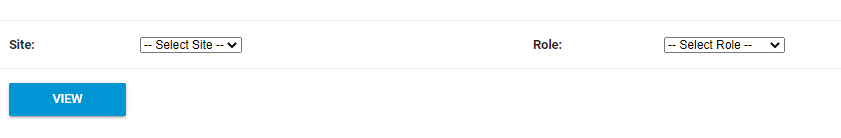 Site: -- Select Site -- Role: -- Select Role --
VIEW